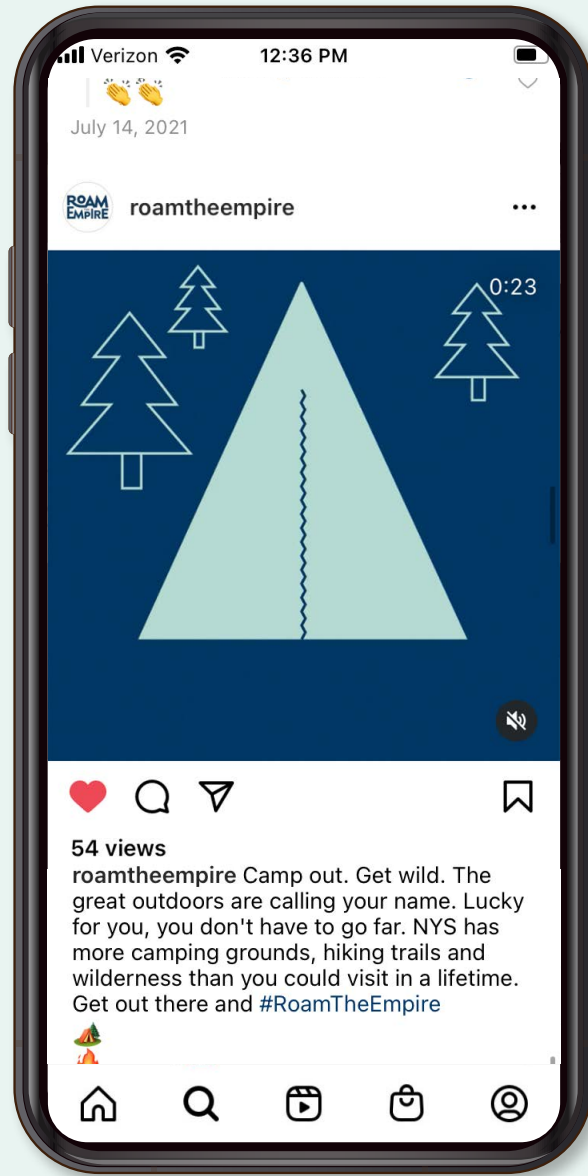 Verizon 12:36 PM
👏👏
July 14, 2021
ROAM
THE
EMPIRE
roamtheempire
0:23
54 views
roamtheempire Camp out. Get wild. The
great outdoors are calling your name. Lucky
for you, you don't have to go far. NYS has
more camping grounds, hiking trails and
wilderness than you could visit in a lifetime.
Get out there and #RoamTheEmpire
🏕️
🔥